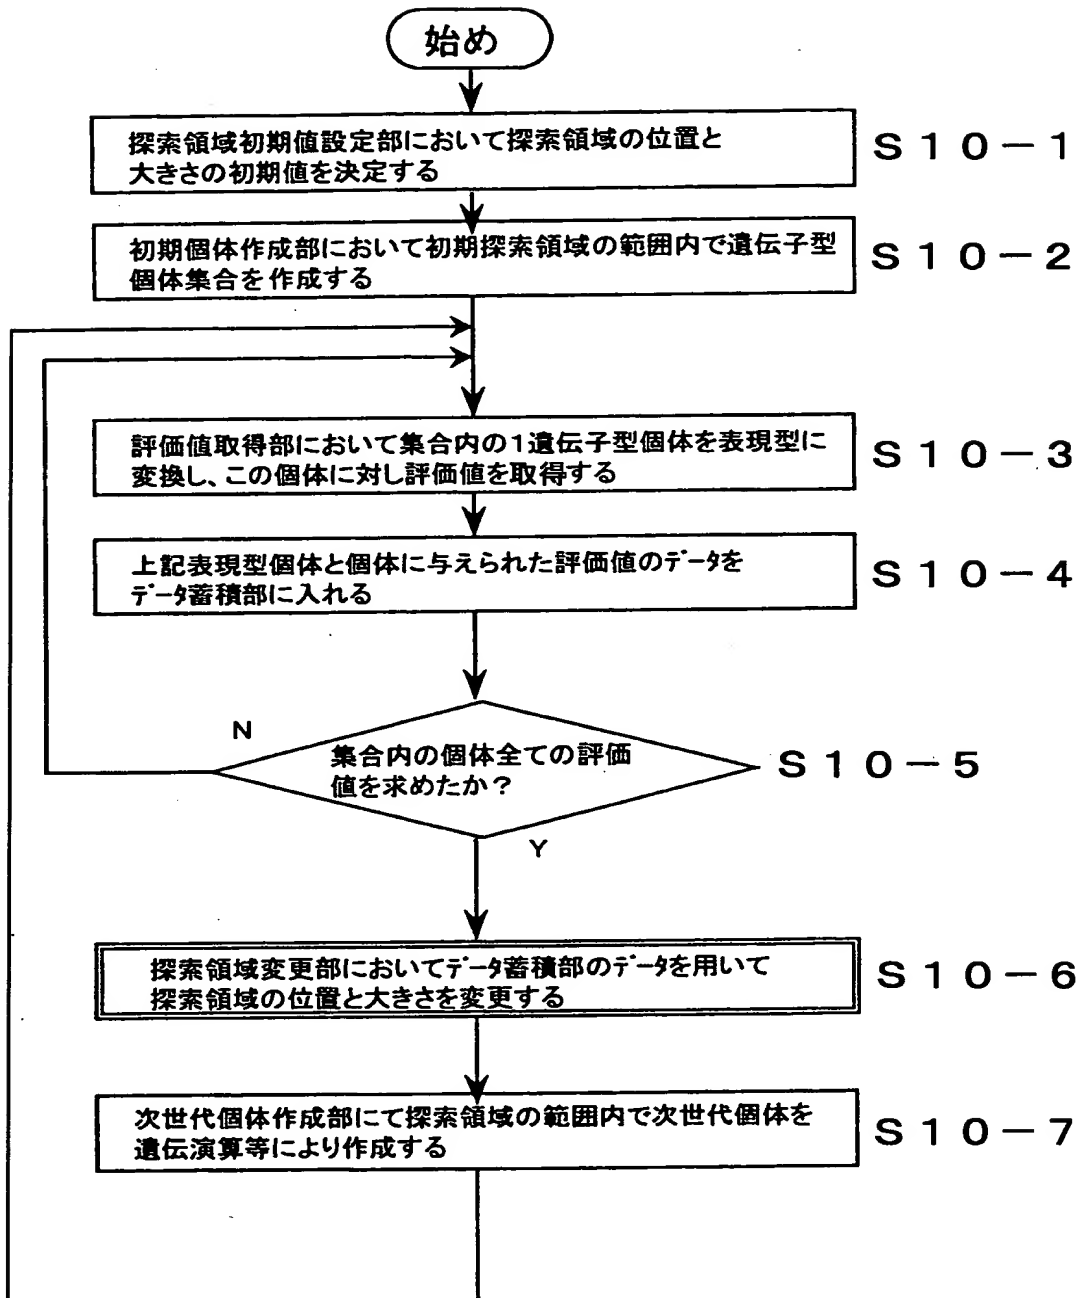 始め
探索領域初期値設定部において探索領域の位置と
大きさの初期値を決定する
S10-1
初期個体作成部において初期探索領域の範囲内で遺伝子型
個体集合を作成する
S10-2
評価値取得部において集合内の1遺伝子型個体を表現型に
変換し、この個体に対し評価値を取得する
S10-3
上記表現型個体と個体に与えられた評価値のデータを
データ蓄積部に入れる
S10-4
N
集合内の個体全ての評価
値を求めたか?
S10-5
Y
探索領域変更部においてデータ蓄積部のデータを用いて
探索領域の位置と大きさを変更する
S10-6
次世代個体作成部にて探索領域の範囲内で次世代個体を
遺伝演算等により作成する
S10-7